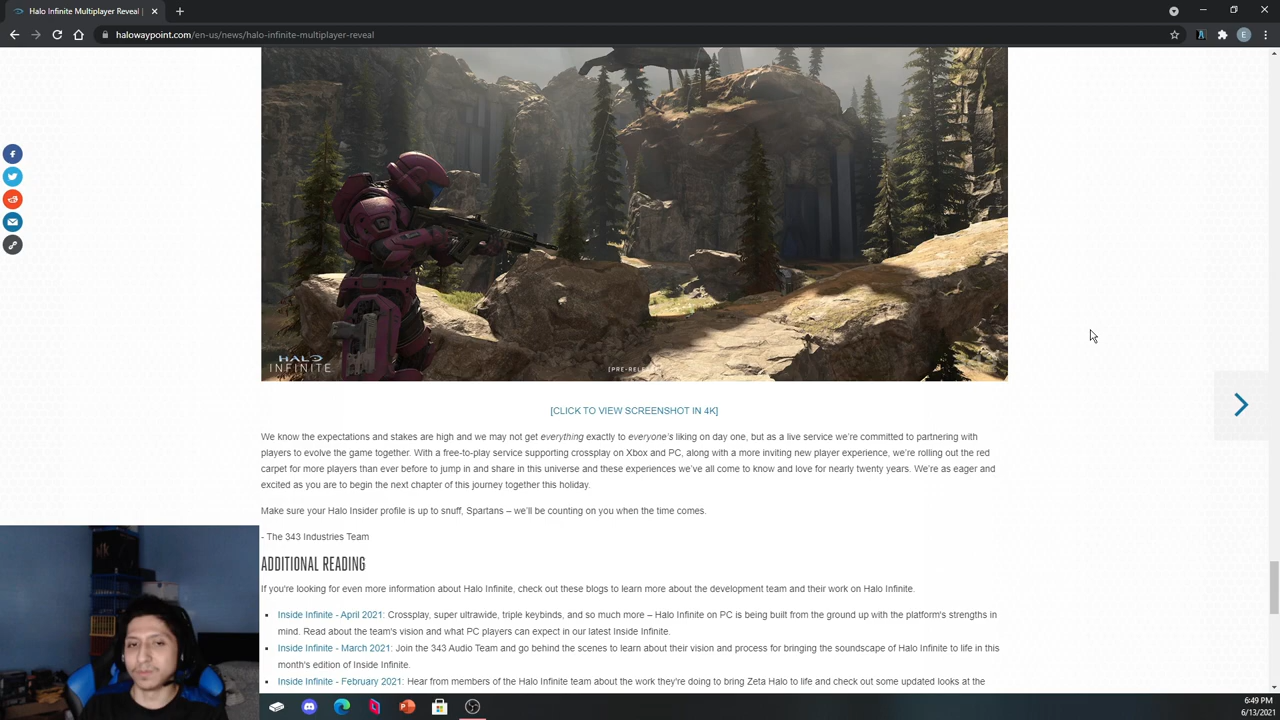 Halo Infinite Multiplayer Reveal |
halowaypoint.com/en-us/news/halo-infinite-multiplayer-reveal
E
HALO
INFINITE
[CLICK TO VIEW SCREENSHOT IN 4K]
We know the expectations and stakes are high and we may not get everything exactly to everyone's liking on day one, but as a live service we're committed to partnering with
players to evolve the game together. With a free-to-play service supporting crossplay on Xbox and PC, along with a more inviting new player experience, we're rolling out the red
carpet for more players than ever before to jump in and share in this universe and these experiences we've all come to know and love for nearly twenty years. We're as eager and
excited as you are to begin the next chapter of this journey together this holiday.
Make sure your Halo Insider profile is up to snuff, Spartans – we'll be counting on you when the time comes.
- The 343 Industries Team
ADDITIONAL READING
If you're looking for even more information about Halo Infinite, check out these blogs to learn more about the development team and their work on Halo Infinite.
Inside Infinite - April 2021: Crossplay, super ultrawide, triple keybinds, and so much more – Halo Infinite on PC is being built from the ground up with the platform's strengths in
mind. Read about the team's vision and what PC players can expect in our latest Inside Infinite.
Inside Infinite - March 2021: Join the 343 Audio Team and go behind the scenes to learn about their vision and process for bringing the soundscape of Halo Infinite to life in this
month's edition of Inside Infinite.
Inside Infinite - February 2021: Hear from members of the Halo Infinite team about the work they're doing to bring Zeta Halo to life and check out some updated looks at the
6:49 PM
6/13/2021